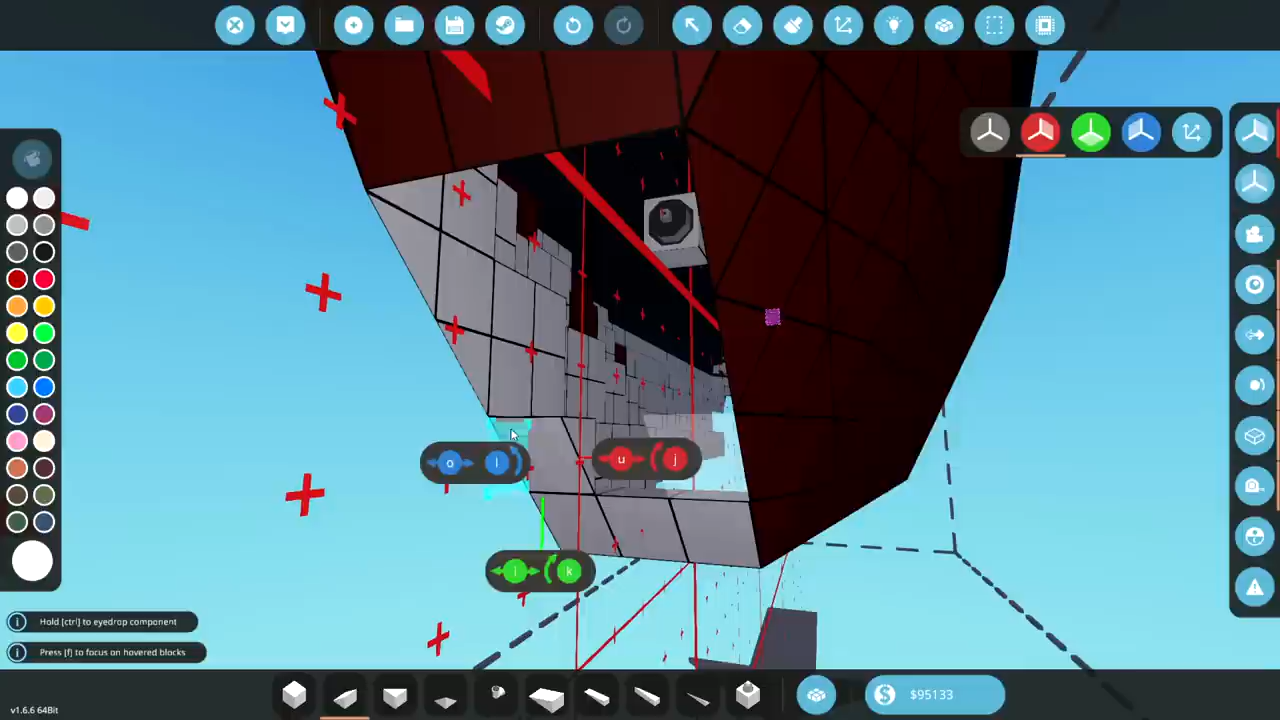 o l
u j
i k
Hold [ctrl] to eyedrop component
Press [f] to focus on hovered blocks
$95133
v1.6.6 64Bit